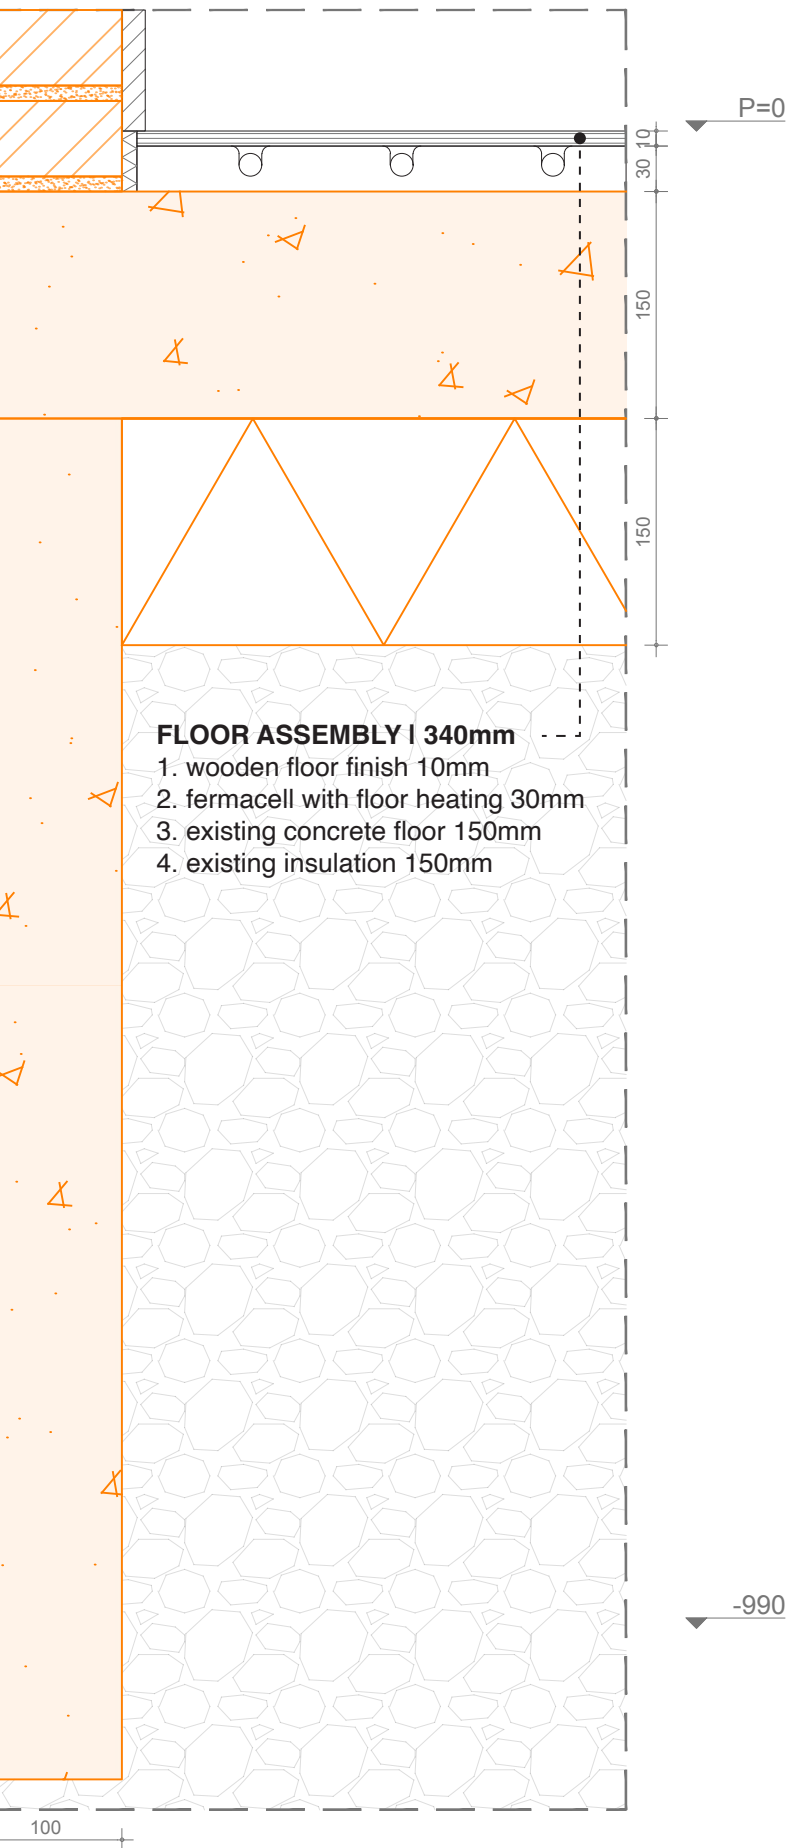 P=0
10
30
150
150
FLOOR ASSEMBLY | 340mm
1. wooden floor finish 10mm
2. fermacell with floor heating 30mm
3. existing concrete floor 150mm
4. existing insulation 150mm
-990
100